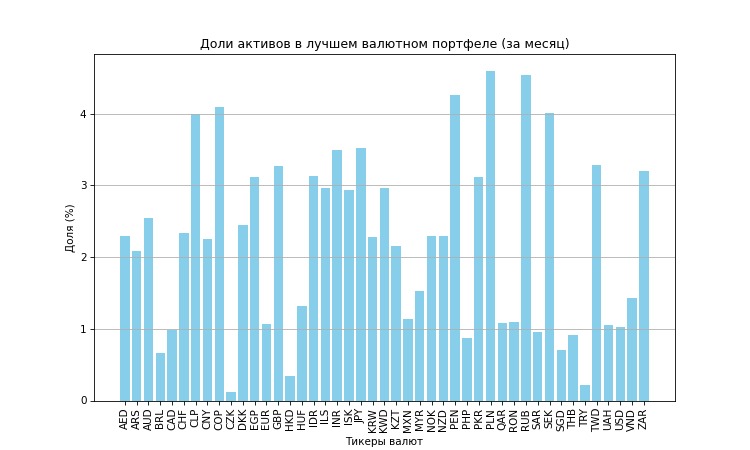 Доли активов в лучшем валютном портфеле (за месяц)
Доля (%)
4
3
2
1
0
AED ARS AUD BRL CAD CHF CLP CNY COP CZK DKK EGP EUR GBP HKD HUF IDR ILS INR ISK JPY KRW KWD KZT MXN MYR NOK NZD PEN PHP PKR PLN QAR RON RUB SAR SEK SGD THB TRY TWD UAH USD VND ZAR
Тикеры валют